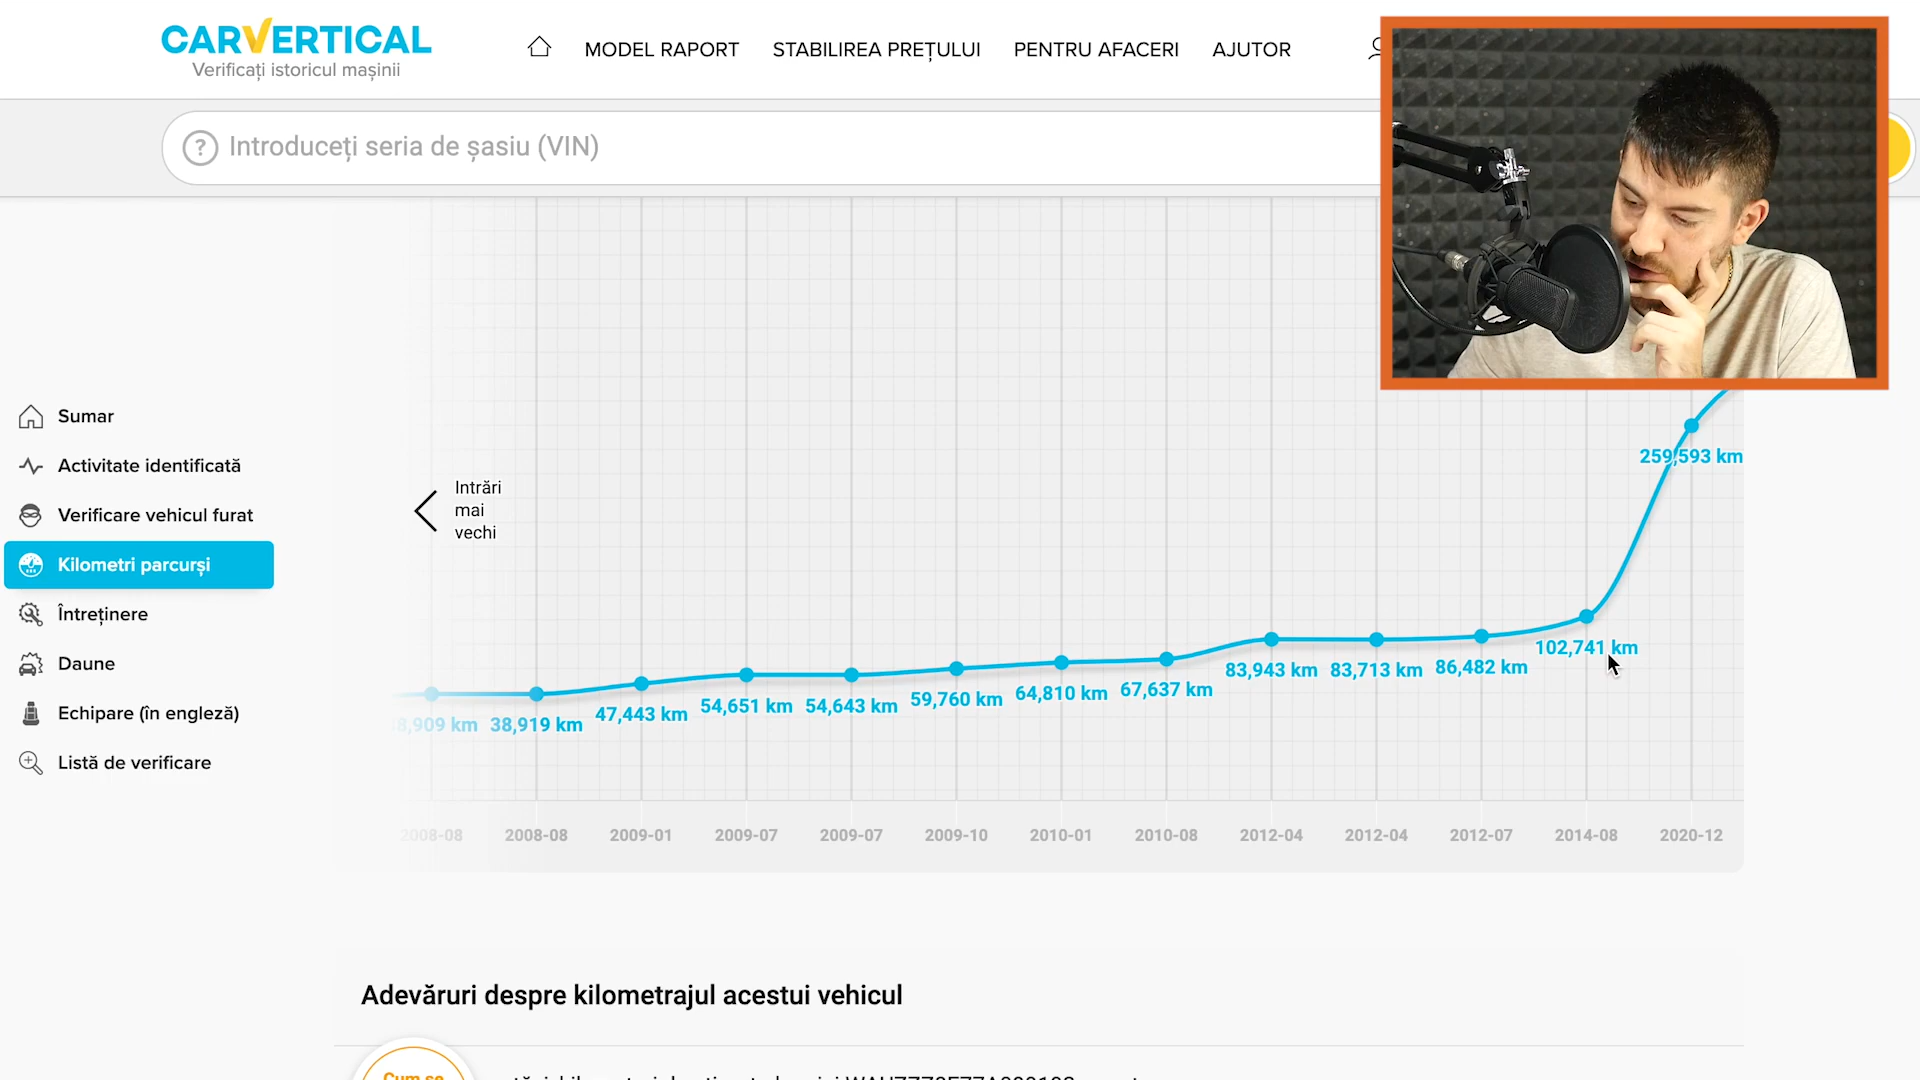 CARVERTICAL
Verificați istoricul mașinii
MODEL RAPORT
STABILIREA PREȚULUI
PENTRU AFACERI
AJUTOR
? Introduceți seria de șasiu (VIN)
Sumar
Activitate identificată
Verificare vehicul furat
Kilometri parcurși
Întreținere
Daune
Echipare (în engleză)
Listă de verificare
Intrări
mai
vechi
259,593 km
102,741 km
83,943 km 83,713 km 86,482 km
54,651 km 54,643 km 59,760 km 64,810 km 67,637 km
8,909 km 38,919 km 47,443 km
2008-08 2008-08 2009-01 2009-07 2009-07 2009-10 2010-01 2010-08 2012-04 2012-04 2012-07 2014-08 2020-12
Adevăruri despre kilometrajul acestui vehicul
Cum se